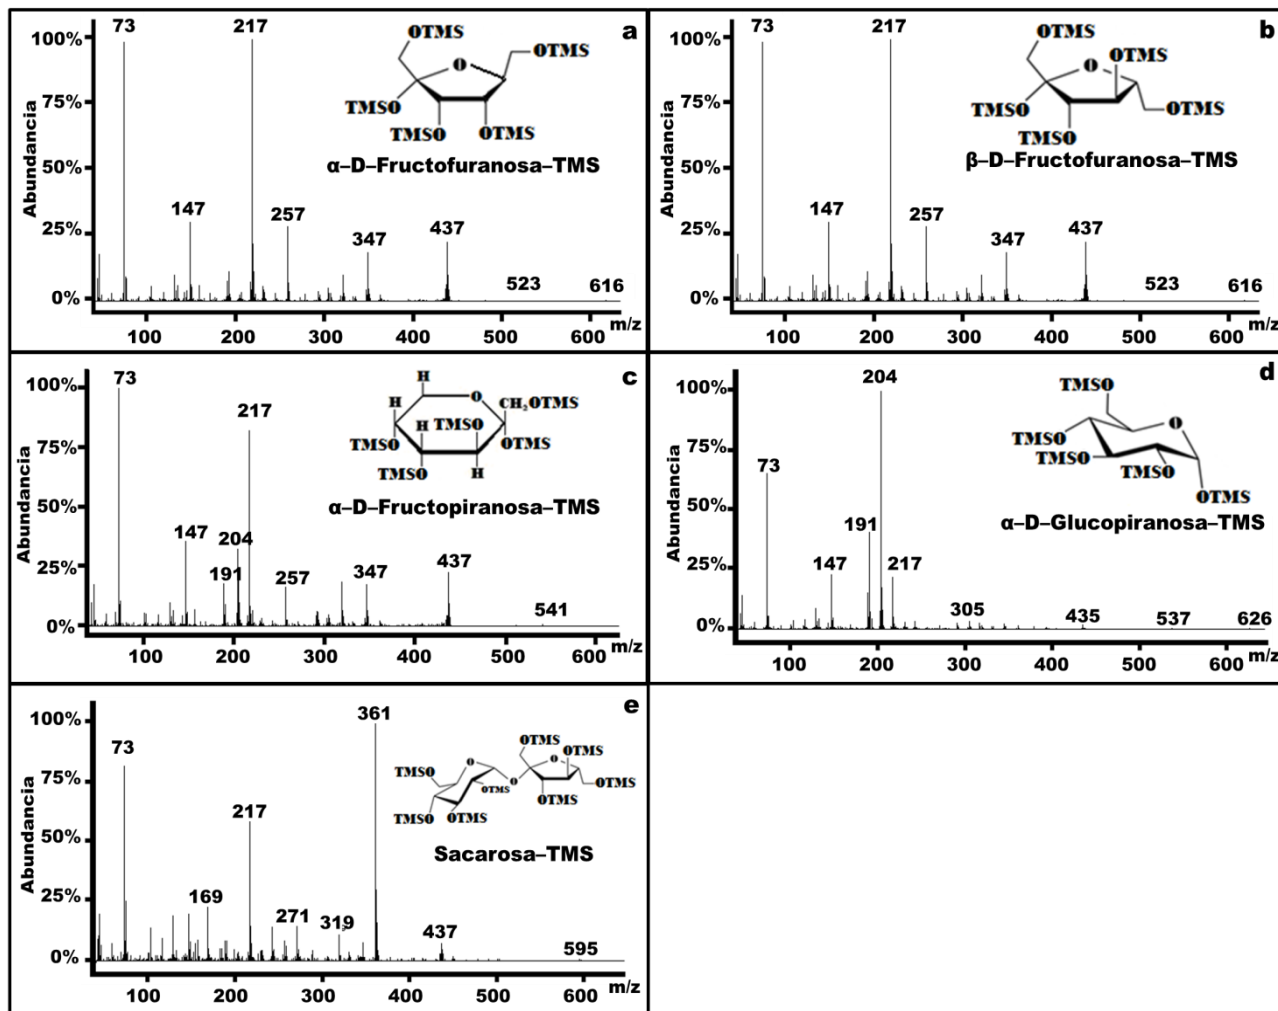 a
73
217
100%
75%
50%
25%
0%
Abundancia
OTMS
O
OTMS
TMSO
TMSO
OTMS
α–D–Fructofuranosa–TMS
147
257
347
437
523
616
100
200
300
400
500
600
m/z
b
73
217
100%
75%
50%
25%
0%
Abundancia
OTMS
OTMS
O
TMSO
OTMS
TMSO
β–D–Fructofuranosa–TMS
147
257
347
437
523
616
100
200
300
400
500
600
m/z
c
73
217
100%
75%
50%
25%
0%
Abundancia
H
O
H
CH₂OTMS
H
TMSO
TMSO
OTMS
TMSO
H
α–D–Fructopiranosa–TMS
147
204
191
257
347
437
541
100
200
300
400
500
600
m/z
d
204
73
100%
75%
50%
25%
0%
Abundancia
TMSO
O
TMSO
TMSO
TMSO
OTMS
α–D–Glucopiranosa–TMS
191
147
217
305
435
537
626
100
200
300
400
500
600
m/z
e
361
73
100%
75%
50%
25%
0%
Abundancia
OTMS
OTMS
O
O
TMSO
OTMS
O
OTMS
OTMS
TMSO
OTMS
Sacarosa–TMS
217
169
271
319
437
595
100
200
300
400
500
600
m/z